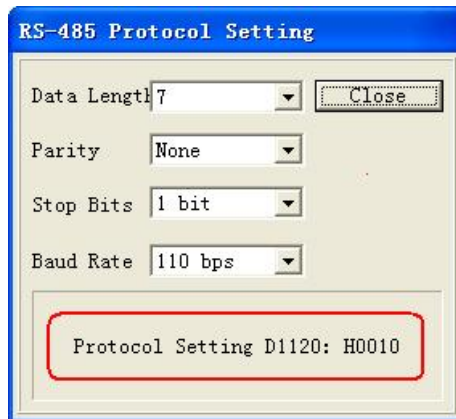 RS-485 Protocol Setting
Data Length 7 Close
Parity None
Stop Bits 1 bit
Baud Rate 110 bps
Protocol Setting D1120: H0010